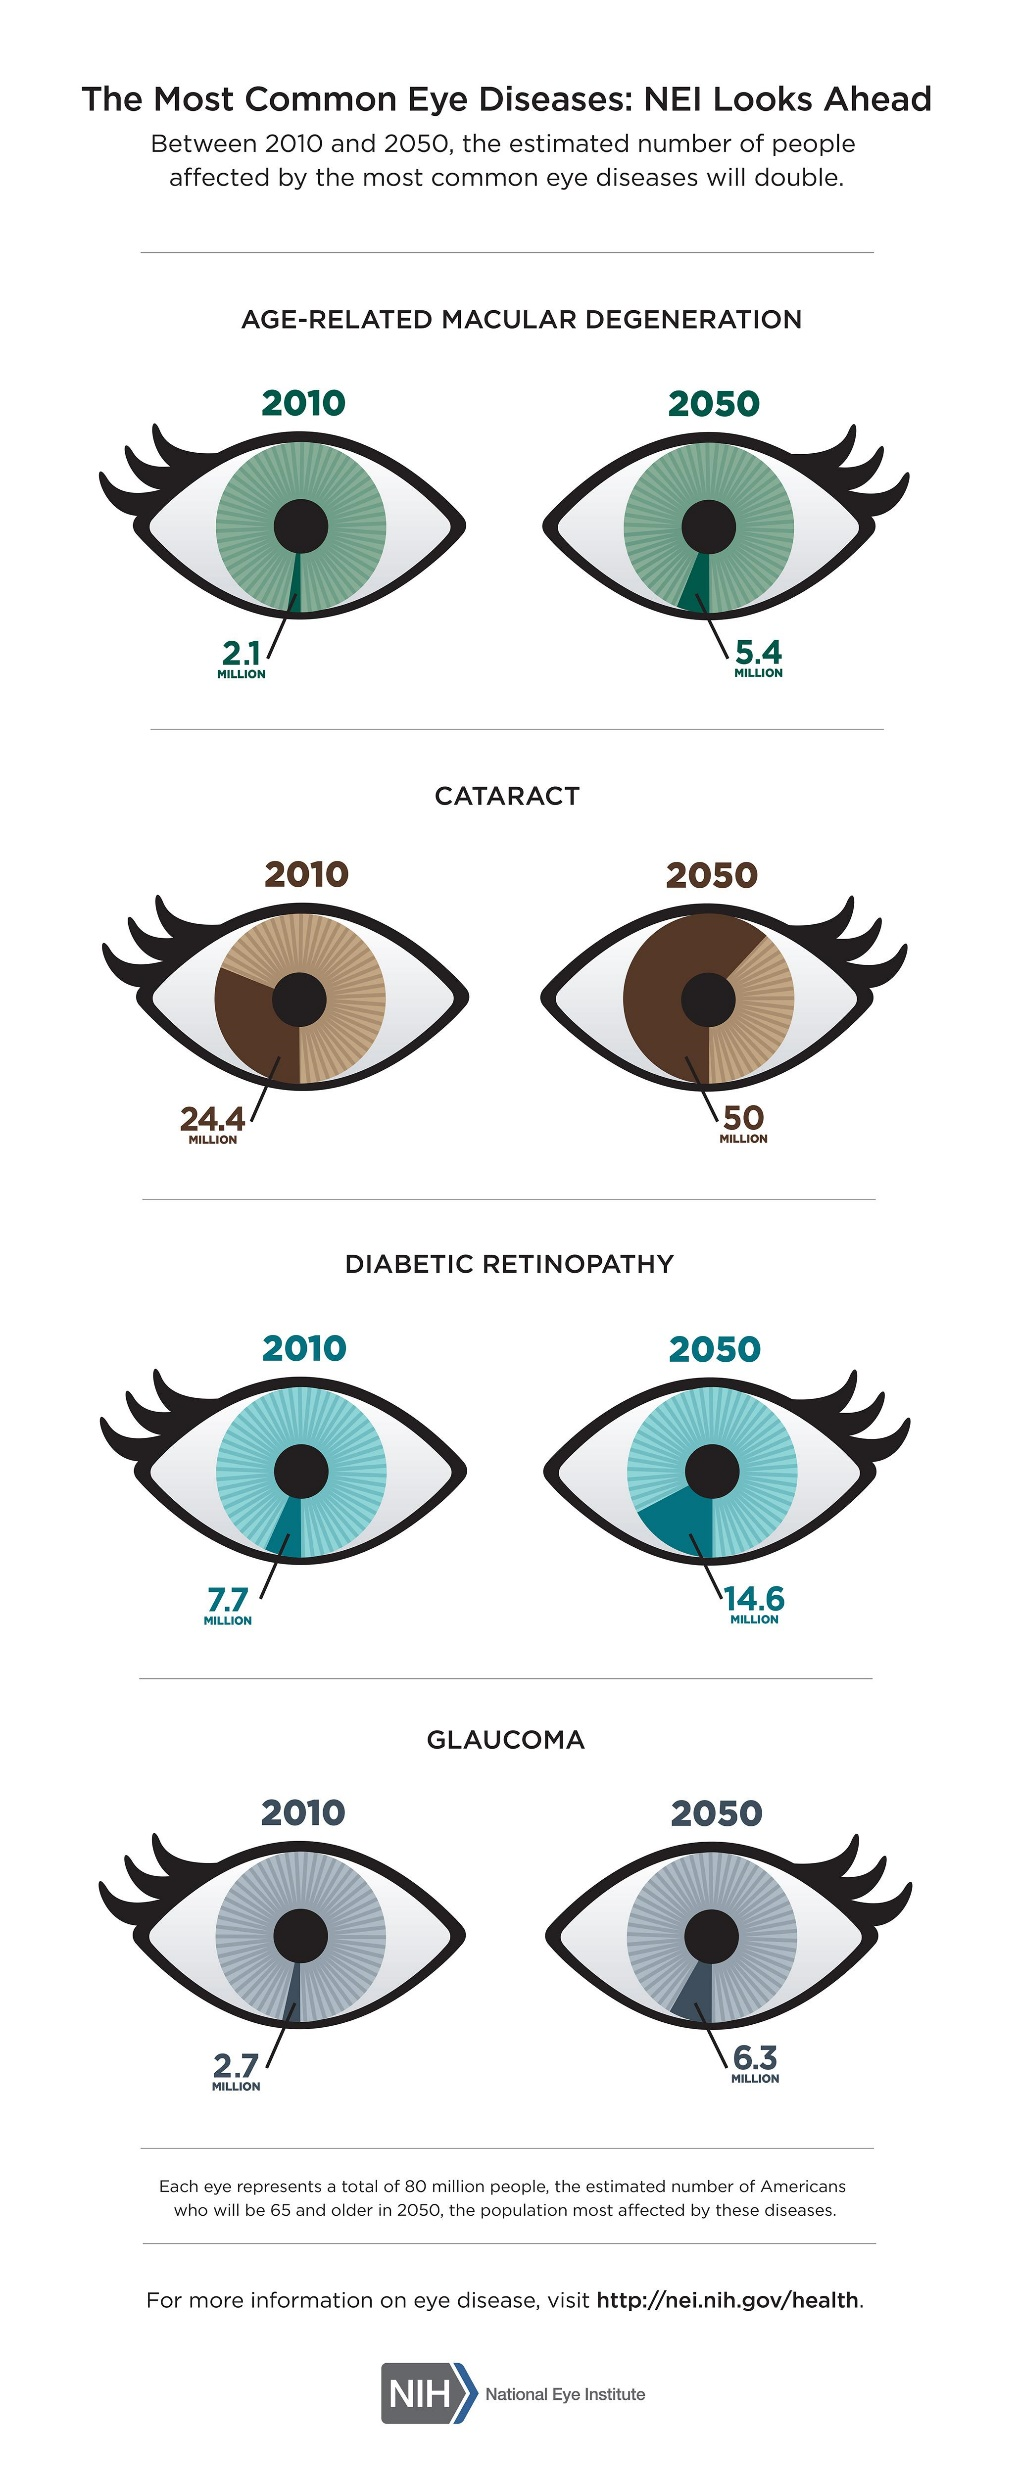 The Most Common Eye Diseases: NEI Looks Ahead
Between 2010 and 2050, the estimated number of people
affected by the most common eye diseases will double.
AGE-RELATED MACULAR DEGENERATION
2010
2050
2.1
MILLION
5.4
MILLION
CATARACT
2010
2050
24.4
MILLION
50
MILLION
DIABETIC RETINOPATHY
2010
2050
7.7
MILLION
14.6
MILLION
GLAUCOMA
2010
2050
2.7
MILLION
6.3
MILLION
Each eye represents a total of 80 million people, the estimated number of Americans
who will be 65 and older in 2050, the population most affected by these diseases.
For more information on eye disease, visit http://nei.nih.gov/health.
NIH National Eye Institute